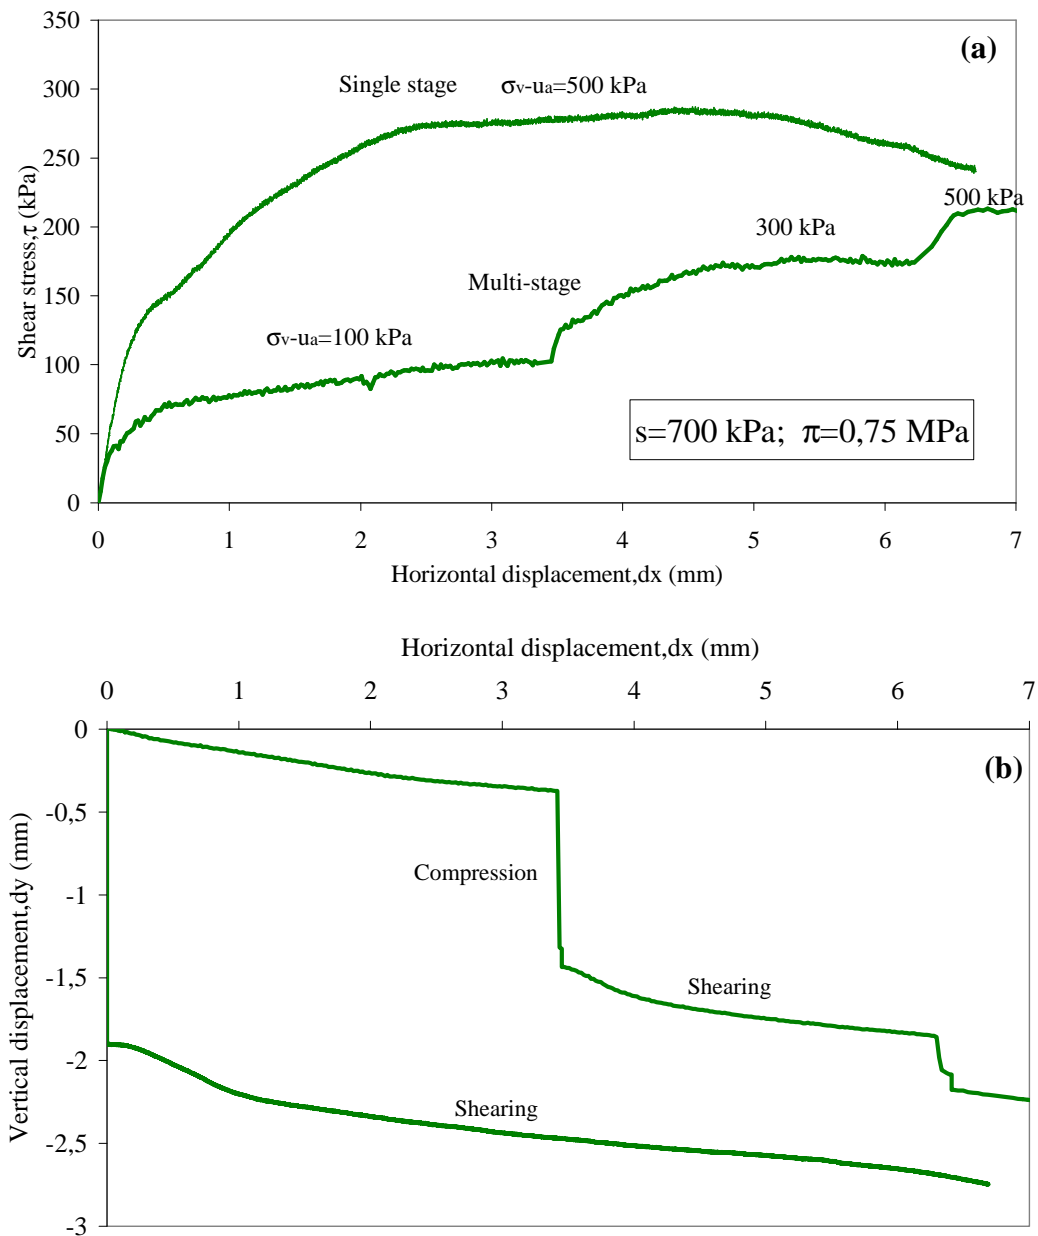 350
(a)
300
Single stage
σv-ua=500 kPa
250
Shear stress,τ (kPa)
200
500 kPa
300 kPa
150
Multi-stage
100
σv-ua=100 kPa
50
s=700 kPa; π=0,75 MPa
0
0 1 2 3 4 5 6 7
Horizontal displacement,dx (mm)
Horizontal displacement,dx (mm)
0 1 2 3 4 5 6 7
0
(b)
-0,5
Vertical displacement,dy (mm)
Compression
-1
-1,5
Shearing
-2
Shearing
-2,5
-3